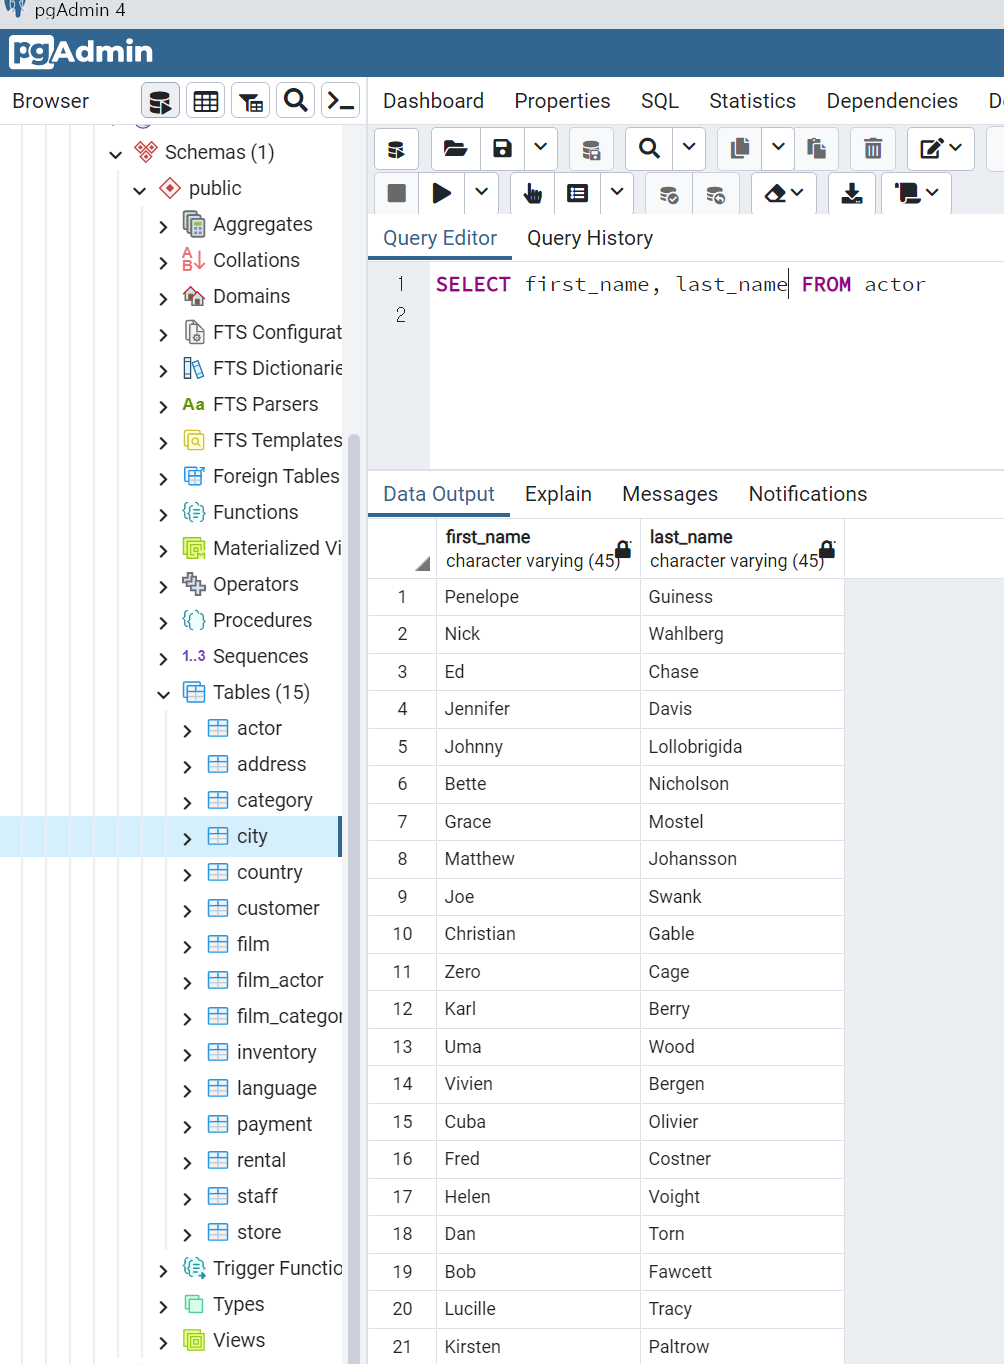 pgAdmin 4
pgAdmin
Browser
Dashboard Properties SQL Statistics Dependencies D
Schemas (1)
public
Aggregates
Collations
Domains
FTS Configurat
FTS Dictionarie
Aa FTS Parsers
FTS Templates
Foreign Tables
Functions
Materialized Vi
Operators
Procedures
1..3 Sequences
Tables (15)
actor
address
category
city
country
customer
film
film_actor
film_categor
inventory
language
payment
rental
staff
store
Trigger Functio
Types
Views
Query Editor Query History
1 SELECT first_name, last_name FROM actor
2
Data Output Explain Messages Notifications
first_name last_name
character varying (45) character varying (45)
1 Penelope Guiness
2 Nick Wahlberg
3 Ed Chase
4 Jennifer Davis
5 Johnny Lollobrigida
6 Bette Nicholson
7 Grace Mostel
8 Matthew Johansson
9 Joe Swank
10 Christian Gable
11 Zero Cage
12 Karl Berry
13 Uma Wood
14 Vivien Bergen
15 Cuba Olivier
16 Fred Costner
17 Helen Voight
18 Dan Torn
19 Bob Fawcett
20 Lucille Tracy
21 Kirsten Paltrow